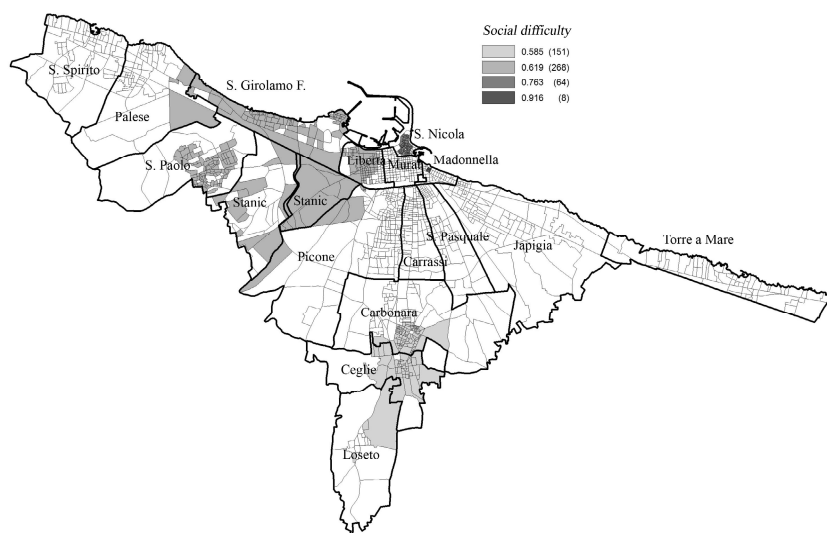 Social difficulty
0.585 (151)
0.619 (268)
0.763 (64)
0.916 (8)
S. Spirito
Palese
S. Girolamo F.
S. Paolo
Stanic
Stanic
Libertà
Murat
S. Nicola
Madonnella
Picone
Carrassi
S. Pasquale
Japigia
Torre a Mare
Carbonara
Ceglie
Loseto